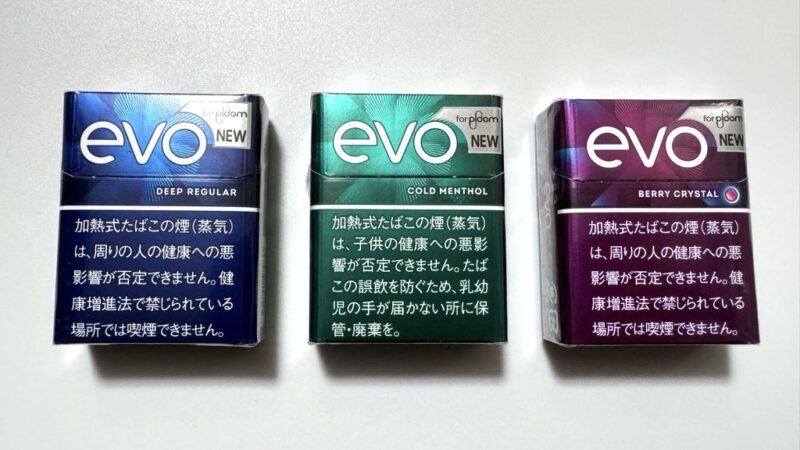 for ploom
NEW
evo
DEEP REGULAR
加熱式たばこの煙(蒸気)
は、周りの人の健康への悪
影響が否定できません。健
康増進法で禁じられている
場所では喫煙できません。
for ploom
NEW
evo
COLD MENTHOL
加熱式たばこの煙(蒸気)
は、子供の健康への悪影
響が否定できません。たば
この誤飲を防ぐため、乳幼
児の手が届かない所に保
管・廃棄を。
for ploom
NEW
evo
BERRY CRYSTAL
加熱式たばこの煙(蒸気)
は、周りの人の健康への悪
影響が否定できません。健
康増進法で禁じられている
場所では喫煙できません。